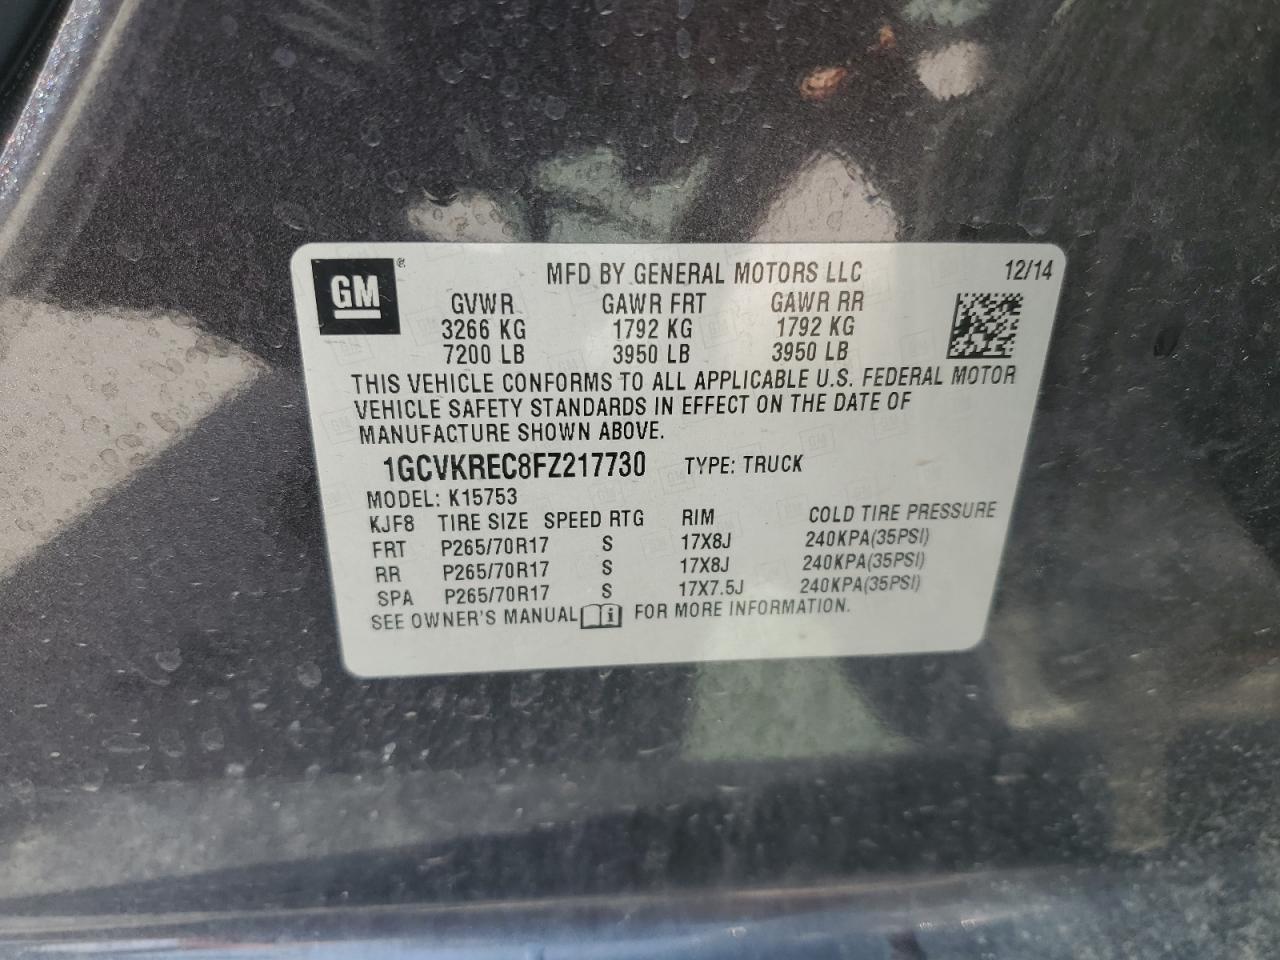 GM® MFD BY GENERAL MOTORS LLC 12/14
GVWR GAWR FRT GAWR RR
3266 KG 1792 KG 1792 KG
7200 LB 3950 LB 3950 LB
THIS VEHICLE CONFORMS TO ALL APPLICABLE U.S. FEDERAL MOTOR
VEHICLE SAFETY STANDARDS IN EFFECT ON THE DATE OF
MANUFACTURE SHOWN ABOVE.
1GCVKREC8FZ217730 TYPE: TRUCK
MODEL: K15753
KJF8 TIRE SIZE SPEED RTG RIM COLD TIRE PRESSURE
FRT P265/70R17 S 17X8J 240KPA(35PSI)
RR P265/70R17 S 17X8J 240KPA(35PSI)
SPA P265/70R17 S 17X7.5J 240KPA(35PSI)
SEE OWNER'S MANUAL i FOR MORE INFORMATION.